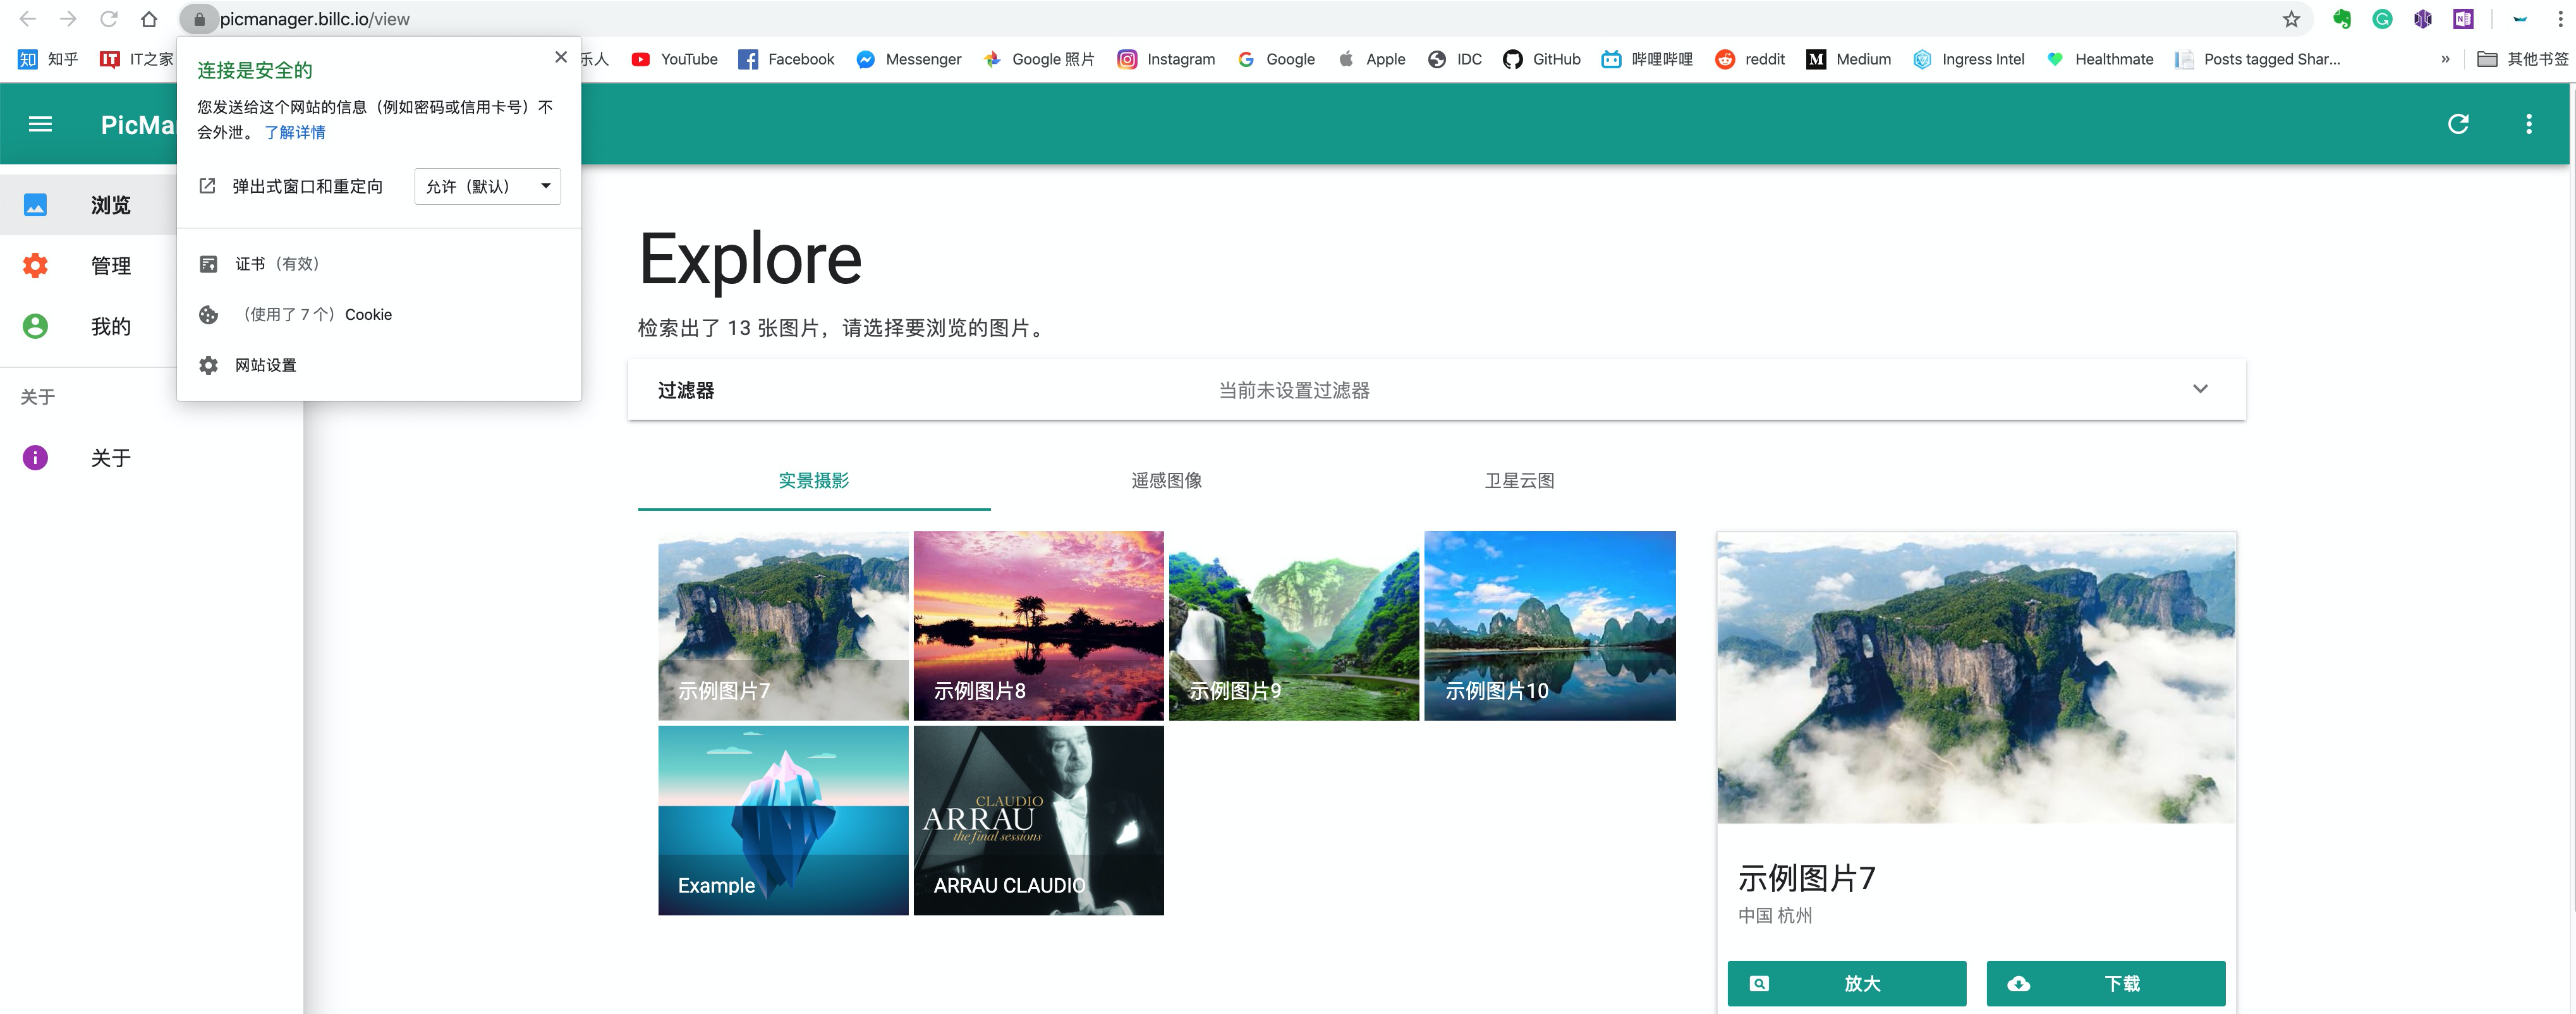 picmanager.billc.io/view
知乎
IT之家
乐人
YouTube
Facebook
Messenger
Google 照片
Instagram
Google
Apple
IDC
GitHub
哔哩哔哩
reddit
Medium
Ingress Intel
Healthmate
Posts tagged Shar...
»
其他书签
连接是安全的
您发送给这个网站的信息（例如密码或信用卡号）不
会外泄。 了解详情
弹出式窗口和重定向
允许（默认）
证书（有效）
（使用了 7 个） Cookie
网站设置
PicMa
浏览
管理
我的
关于
关于
Explore
检索出了 13 张图片，请选择要浏览的图片。
过滤器
当前未设置过滤器
实景摄影
遥感图像
卫星云图
示例图片7
示例图片8
示例图片9
示例图片10
CLAUDIO
ARRAU
the final sessions
Example
ARRAU CLAUDIO
示例图片7
中国 杭州
放大
下载